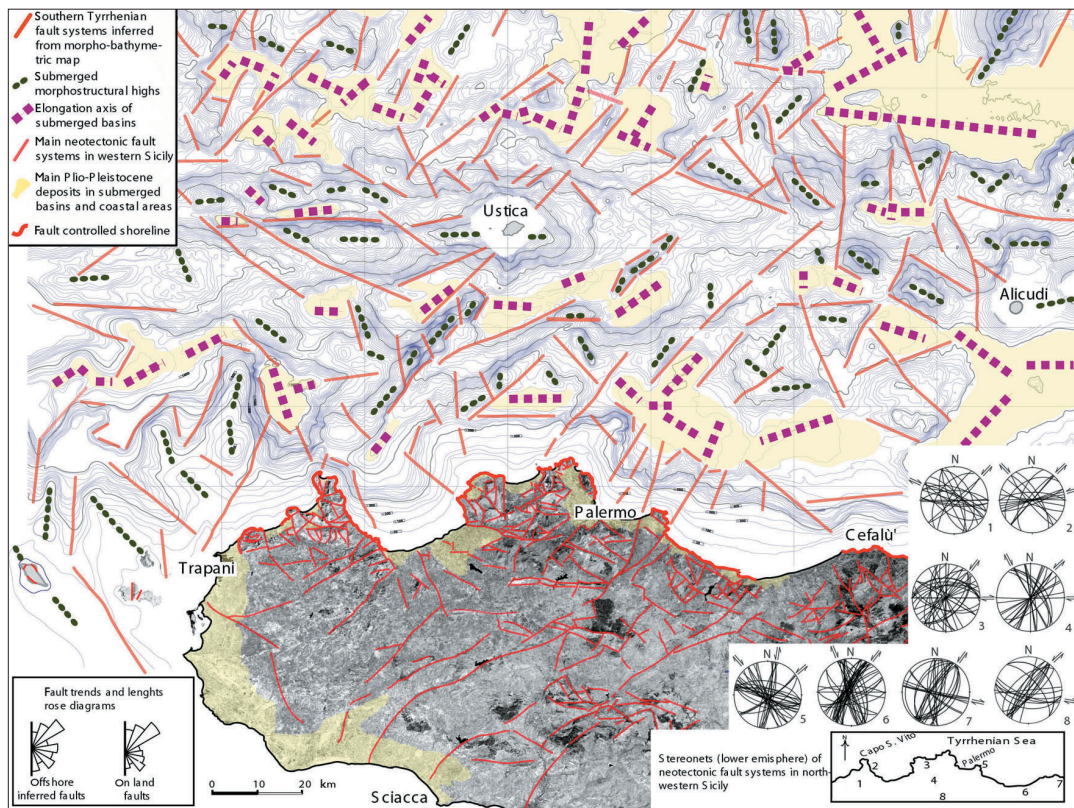 Southern Tyrrhenian
fault systems inferred
from morpho-bathyme-
tric map
Submerged
morphostructural highs
Elongation axis of
submerged basins
Main neotectonic fault
systems in western Sicily
Main Plio-Pleistocene
deposits in submerged
basins and coastal areas
Fault controlled shoreline
Ustica
Alicudi
Palermo
Cefalù'
Trapani
Sciacca
Fault trends and lenghts
rose diagrams
Offshore
inferred faults
On land
faults
0 10 20 km
N
1
N
2
N
3
N
4
N
5
N
6
N
7
N
8
Stereonets (lower emisphere) of
neotectonic fault systems in north-
western Sicily
N
Capo S. Vito
Tyrrhenian Sea
Palermo
1
2
3
4
5
6
7
8